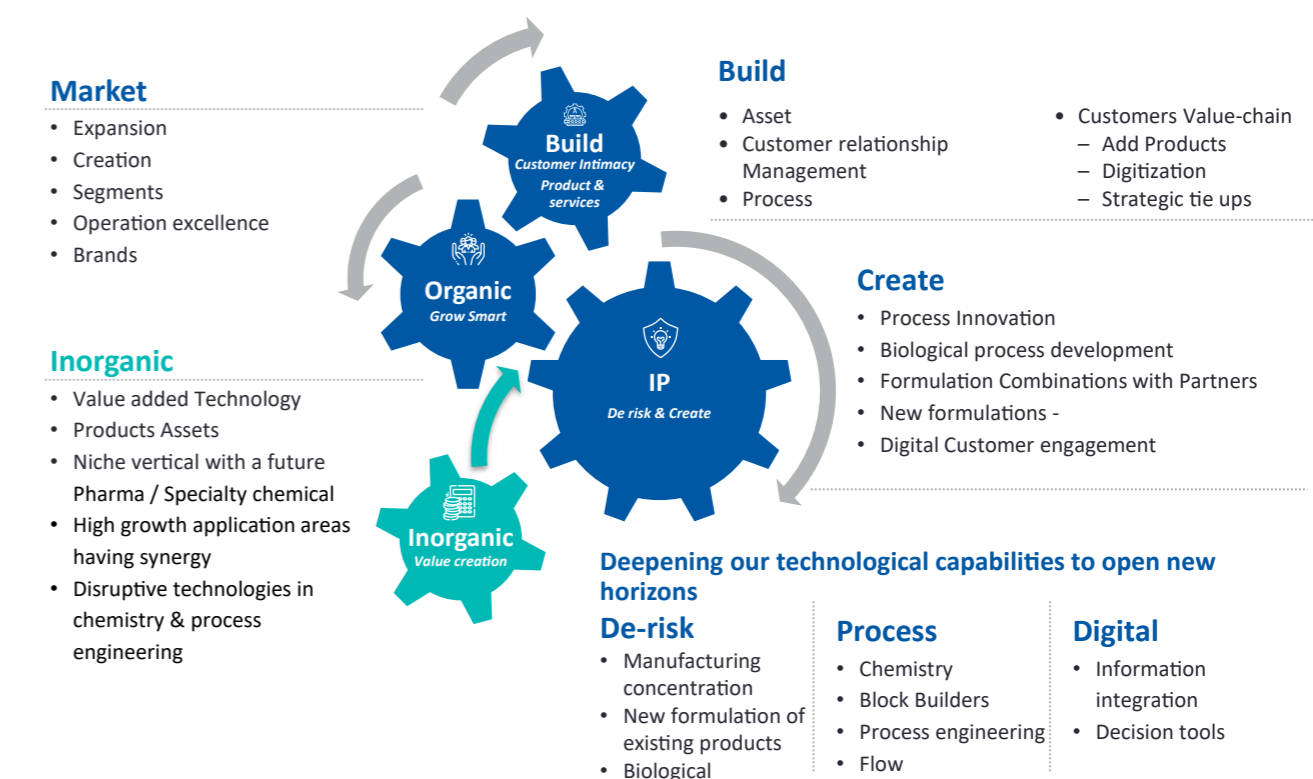 Market
• Expansion
• Creation
• Segments
• Operation excellence
• Brands
Inorganic
• Value added Technology
• Products Assets
• Niche vertical with a future
Pharma / Specialty chemical
• High growth application areas
having synergy
• Disruptive technologies in
chemistry & process
engineering
Build
Customer Intimacy
Product &
services
Organic
Grow Smart
IP
De risk & Create
Inorganic
Value creation
Build
• Asset
• Customer relationship
Management
• Process
• Customers Value-chain
– Add Products
– Digitization
– Strategic tie ups
Create
• Process Innovation
• Biological process development
• Formulation Combinations with Partners
• New formulations -
• Digital Customer engagement
Deepening our technological capabilities to open new
horizons
De-risk
• Manufacturing
concentration
• New formulation of
existing products
• Biological
Process
• Chemistry
• Block Builders
• Process engineering
• Flow
Digital
• Information
integration
• Decision tools